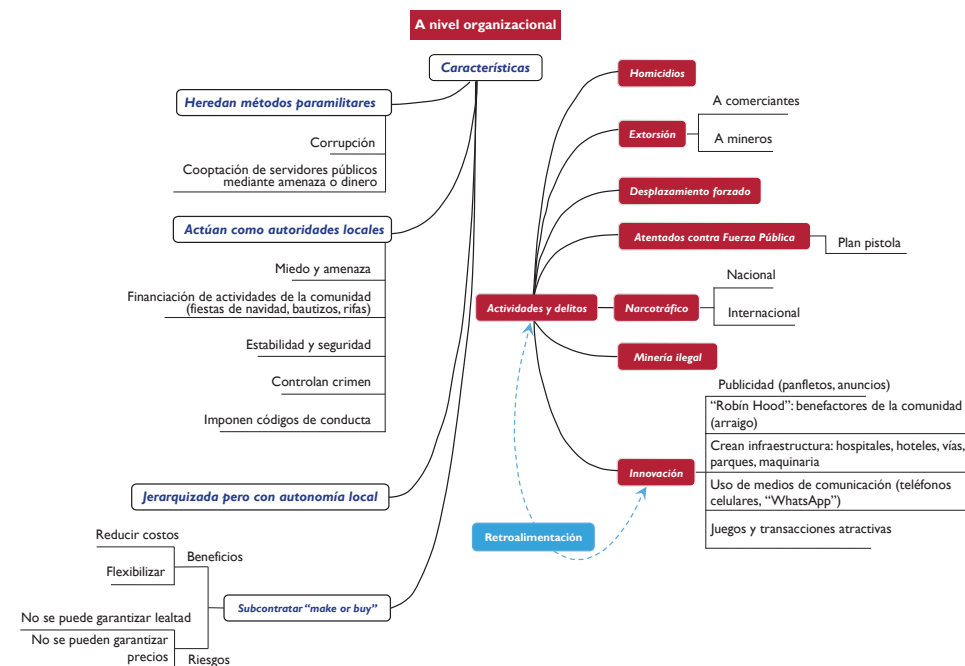 A nivel organizacional
Características
Heredan métodos paramilitares
Corrupción
Cooptación de servidores públicos
mediante amenaza o dinero
Actúan como autoridades locales
Miedo y amenaza
Financiación de actividades de la comunidad
(fiestas de navidad, bautizos, rifas)
Estabilidad y seguridad
Controlan crimen
Imponen códigos de conducta
Jerarquizada pero con autonomía local
Subcontratar “make or buy”
Beneficios
Reducir costos
Flexibilizar
Riesgos
No se puede garantizar lealtad
No se pueden garantizar
precios
Actividades y delitos
Homicidios
Extorsión
A comerciantes
A mineros
Desplazamiento forzado
Atentados contra Fuerza Pública
Plan pistola
Narcotráfico
Nacional
Internacional
Minería ilegal
Innovación
Publicidad (panfletos, anuncios)
“Robín Hood”: benefactores de la comunidad
(arraigo)
Crean infraestructura: hospitales, hoteles, vías,
parques, maquinaria
Uso de medios de comunicación (teléfonos
celulares, “WhatsApp”)
Juegos y transacciones atractivas
Retroalimentación